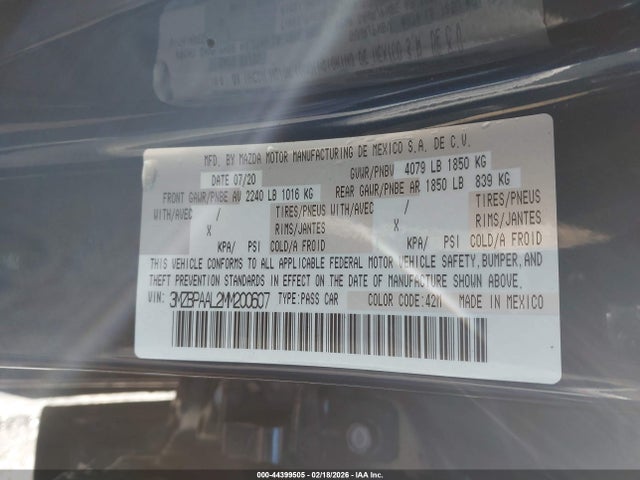 MFD. BY MAZDA MOTOR MANUFACTURING DE MEXICO S.A. DE C.V.
DATE 07/20 GVWR/PNBV 4079 LB 1850 KG
FRONT GAWR/PNBE AV 2240 LB 1016 KG REAR GAWR/PNBE AR 1850 LB 839 KG
WITH/AVEC / TIRES/PNEUS WITH/AVEC / TIRES/PNEUS
X RIMS/JANTES X RIMS/JANTES
KPA/ PSI COLD/A FROID KPA/ PSI COLD/A FROID
THIS VEHICLE CONFORMS TO ALL APPLICABLE FEDERAL MOTOR VEHICLE SAFETY, BUMPER, AND
THEFT PREVENTION STANDARDS IN EFFECT ON THE DATE OF MANUFACTURE SHOWN ABOVE.
VIN: 3MZBPAAL2MM200607 TYPE:PASS CAR COLOR CODE:42M MADE IN MEXICO
000-44399505 - 02/18/2026 - IAA Inc.